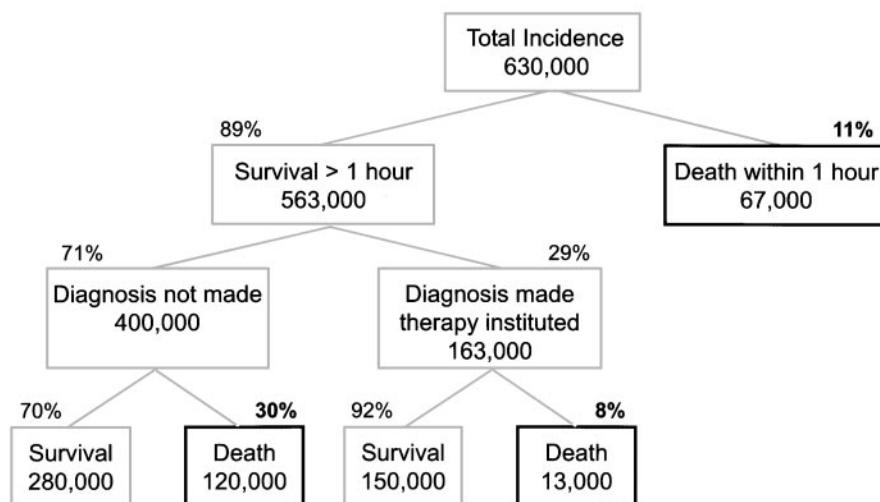 Total Incidence
630,000
89%
11%
Survival > 1 hour
563,000
Death within 1 hour
67,000
71%
29%
Diagnosis not made
400,000
Diagnosis made
therapy instituted
163,000
70%
30%
92%
8%
Survival
280,000
Death
120,000
Survival
150,000
Death
13,000